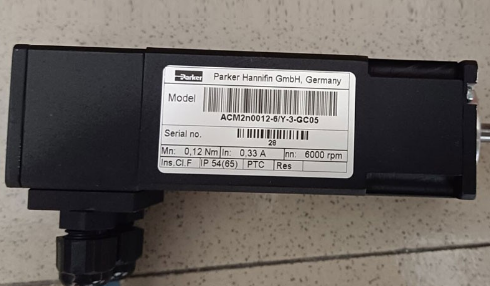 Parker Parker Hannifin GmbH, Germany
Model
ACM2n0012-6/Y-3-GC05
Serial no.
28
Mn: 0,12 Nm In: 0,33 A nn: 6000 rpm
Ins.Cl.F IP 54(65) PTC Res